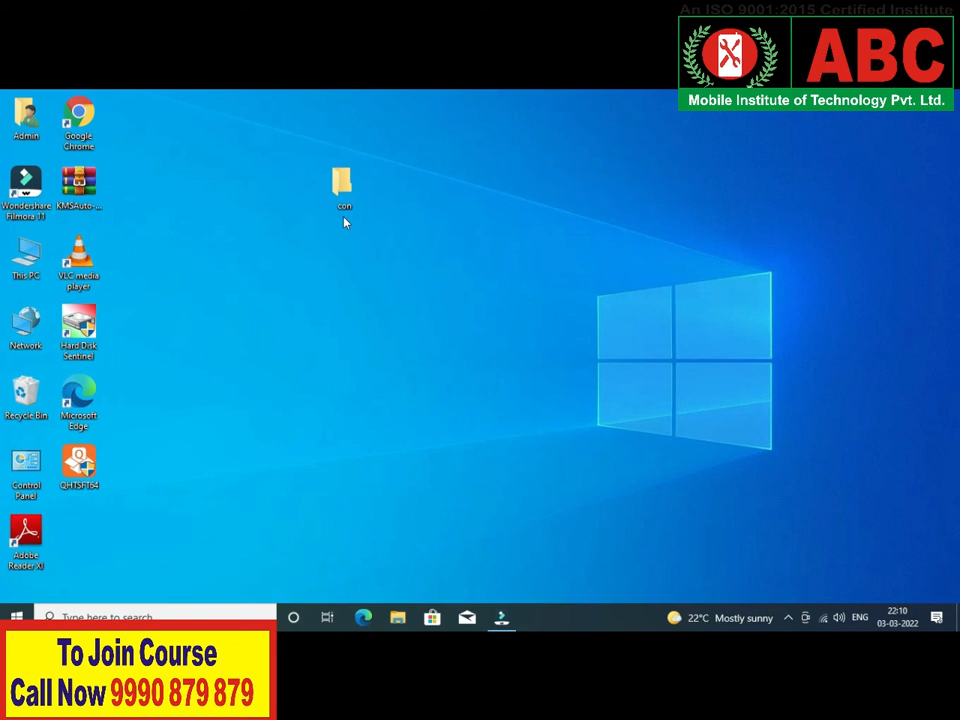 An ISO 9001:2015 Certified Institute
ABC
Mobile Institute of Technology Pvt. Ltd.
Admin
Google
Chrome
con
Wondershare
Filmora 11
KMSAuto-...
This PC
VLC media
player
Network
Hard Disk
Sentinel
Recycle Bin
Microsoft
Edge
Control
Panel
QHTSFT64
Adobe
Reader XI
Type here to search
22°C Mostly sunny
ENG
22:10
03-03-2022
To Join Course
Call Now 9990 879 879